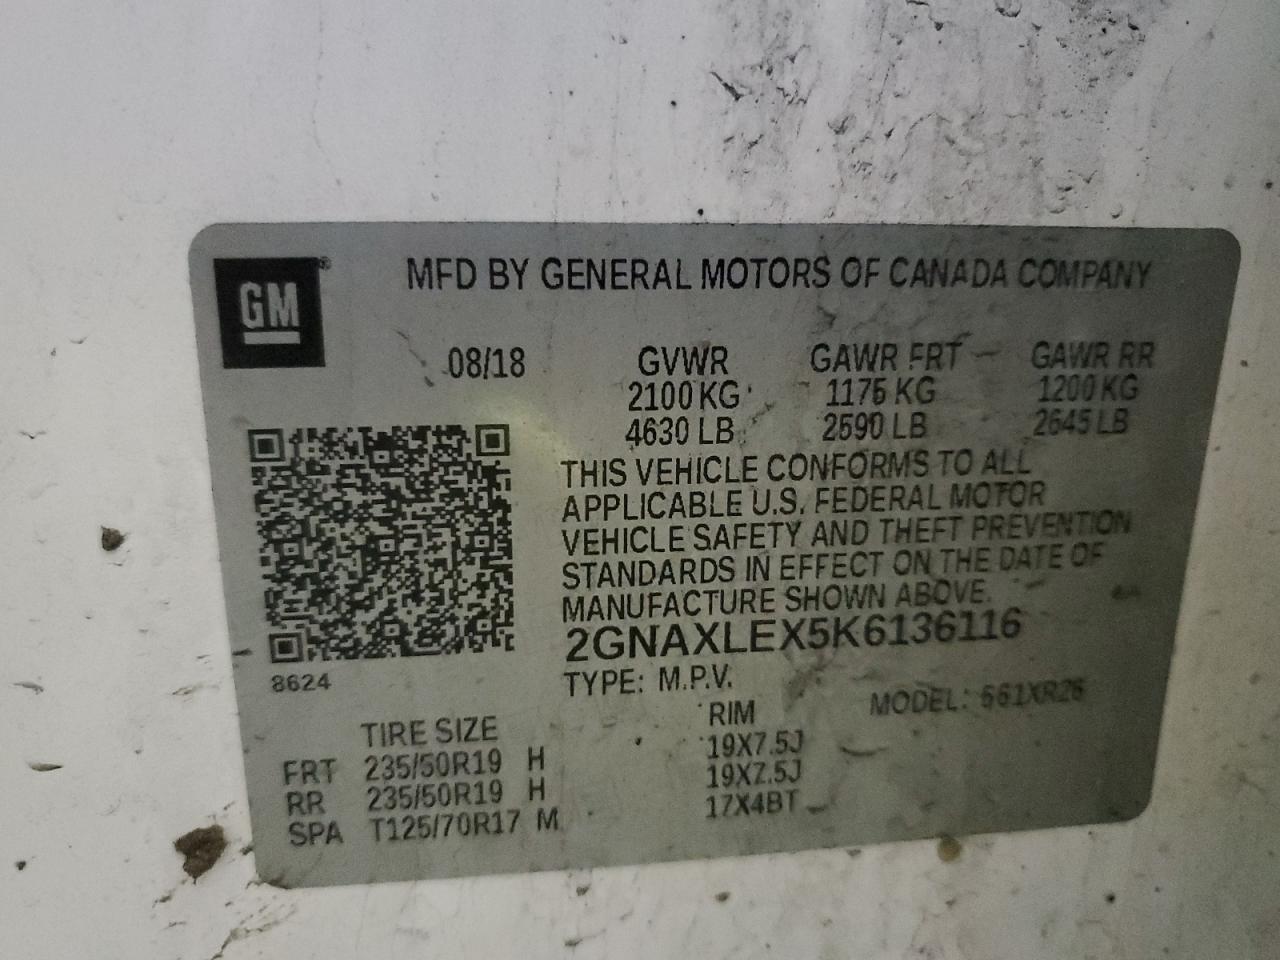 GM®
MFD BY GENERAL MOTORS OF CANADA COMPANY
08/18 GVWR GAWR FRT GAWR RR
2100 KG 1175 KG 1200 KG
4630 LB 2590 LB 2645 LB
THIS VEHICLE CONFORMS TO ALL
APPLICABLE U.S. FEDERAL MOTOR
VEHICLE SAFETY AND THEFT PREVENTION
STANDARDS IN EFFECT ON THE DATE OF
MANUFACTURE SHOWN ABOVE.
2GNAXLEX5K6136116
8624
TYPE: M.P.V. MODEL:
TIRE SIZE RIM
FRT 235/50R19 H 19X7.5J
RR 235/50R19 H 19X7.5J
SPA T125/70R17 M 17X4BT